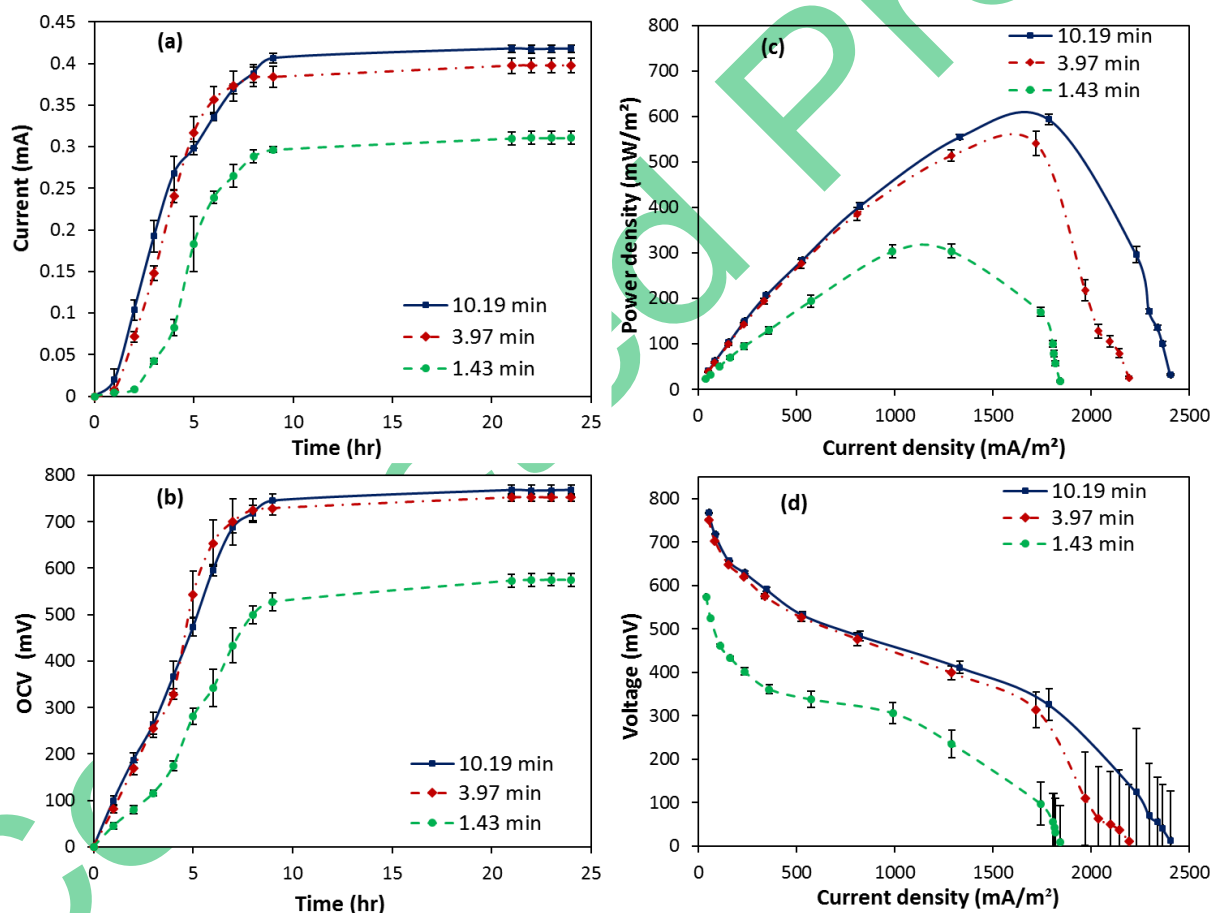 (a)
0.45
0.4
0.35
0.3
0.25
0.2
0.15
0.1
0.05
0
Current (mA)
10.19 min
3.97 min
1.43 min
0 5 10 15 20 25
Time (hr)
(c)
800
700
600
500
400
300
200
100
0
Power density (mW/m²)
10.19 min
3.97 min
1.43 min
0 500 1000 1500 2000 2500
Current density (mA/m²)
(b)
800
700
600
500
400
300
200
100
0
OCV (mV)
10.19 min
3.97 min
1.43 min
0 5 10 15 20 25
Time (hr)
(d)
800
700
600
500
400
300
200
100
0
Voltage (mV)
10.19 min
3.97 min
1.43 min
0 500 1000 1500 2000 2500
Current density (mA/m²)